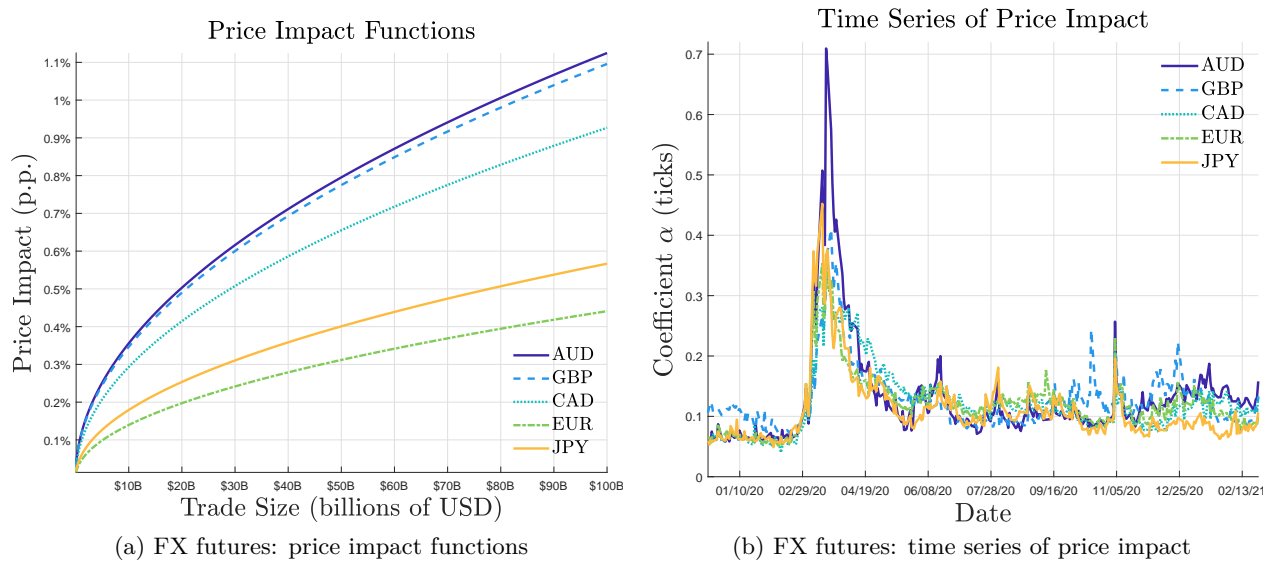 Price Impact Functions
Price Impact (p.p.)
1.1%
1%
0.9%
0.8%
0.7%
0.6%
0.5%
0.4%
0.3%
0.2%
0.1%
AUD
GBP
CAD
EUR
JPY
$10B $20B $30B $40B $50B $60B $70B $80B $90B $100B
Trade Size (billions of USD)
(a) FX futures: price impact functions
Time Series of Price Impact
Coefficient α (ticks)
0.7
0.6
0.5
0.4
0.3
0.2
0.1
0
AUD
GBP
CAD
EUR
JPY
01/10/20 02/29/20 04/19/20 06/08/20 07/28/20 09/16/20 11/05/20 12/25/20 02/13/21
Date
(b) FX futures: time series of price impact